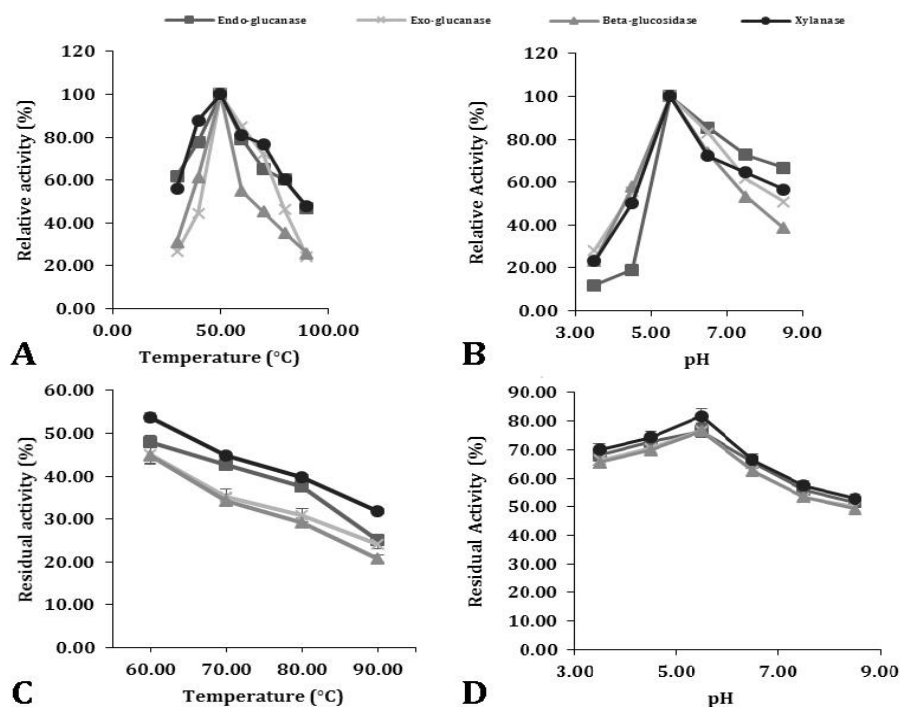 Endo-glucanase Exo-glucanase Beta-glucosidase Xylanase
120
100
80.00
60.00
40.00
20.00
0.00
0.00 50.00 100.00
Relative activity (%)
Temperature (°C)
A
120
100
80.00
60.00
40.00
20.00
0.00
3.00 5.00 7.00 9.00
Relative Activity (%)
pH
B
60.00
50.00
40.00
30.00
20.00
10.00
0.00
60.00 70.00 80.00 90.00
Residual activity (%)
Temperature (°C)
C
90.00
80.00
70.00
60.00
50.00
40.00
30.00
20.00
10.00
0.00
3.00 5.00 7.00 9.00
Residual Activity (%)
pH
D